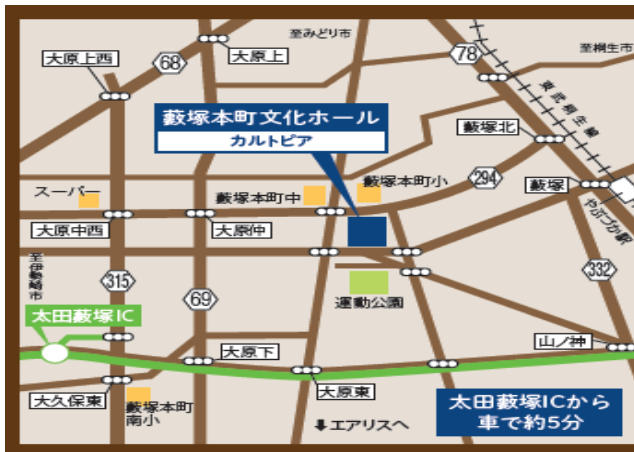 至みどり市
大原上
78
至桐生市
大原上西
68
東武桐生線
藪塚本町文化ホール
カルトピア
藪塚北
294
藪塚本町小
藪塚
スーパー
藪塚本町中
やぶづか駅
大原中西
大原仲
至伊勢崎市
315
69
運動公園
332
太田藪塚IC
大原下
山ノ神
大久保東
藪塚本町
南小
大原東
⬇エアリスへ
太田藪塚ICから
車で約5分